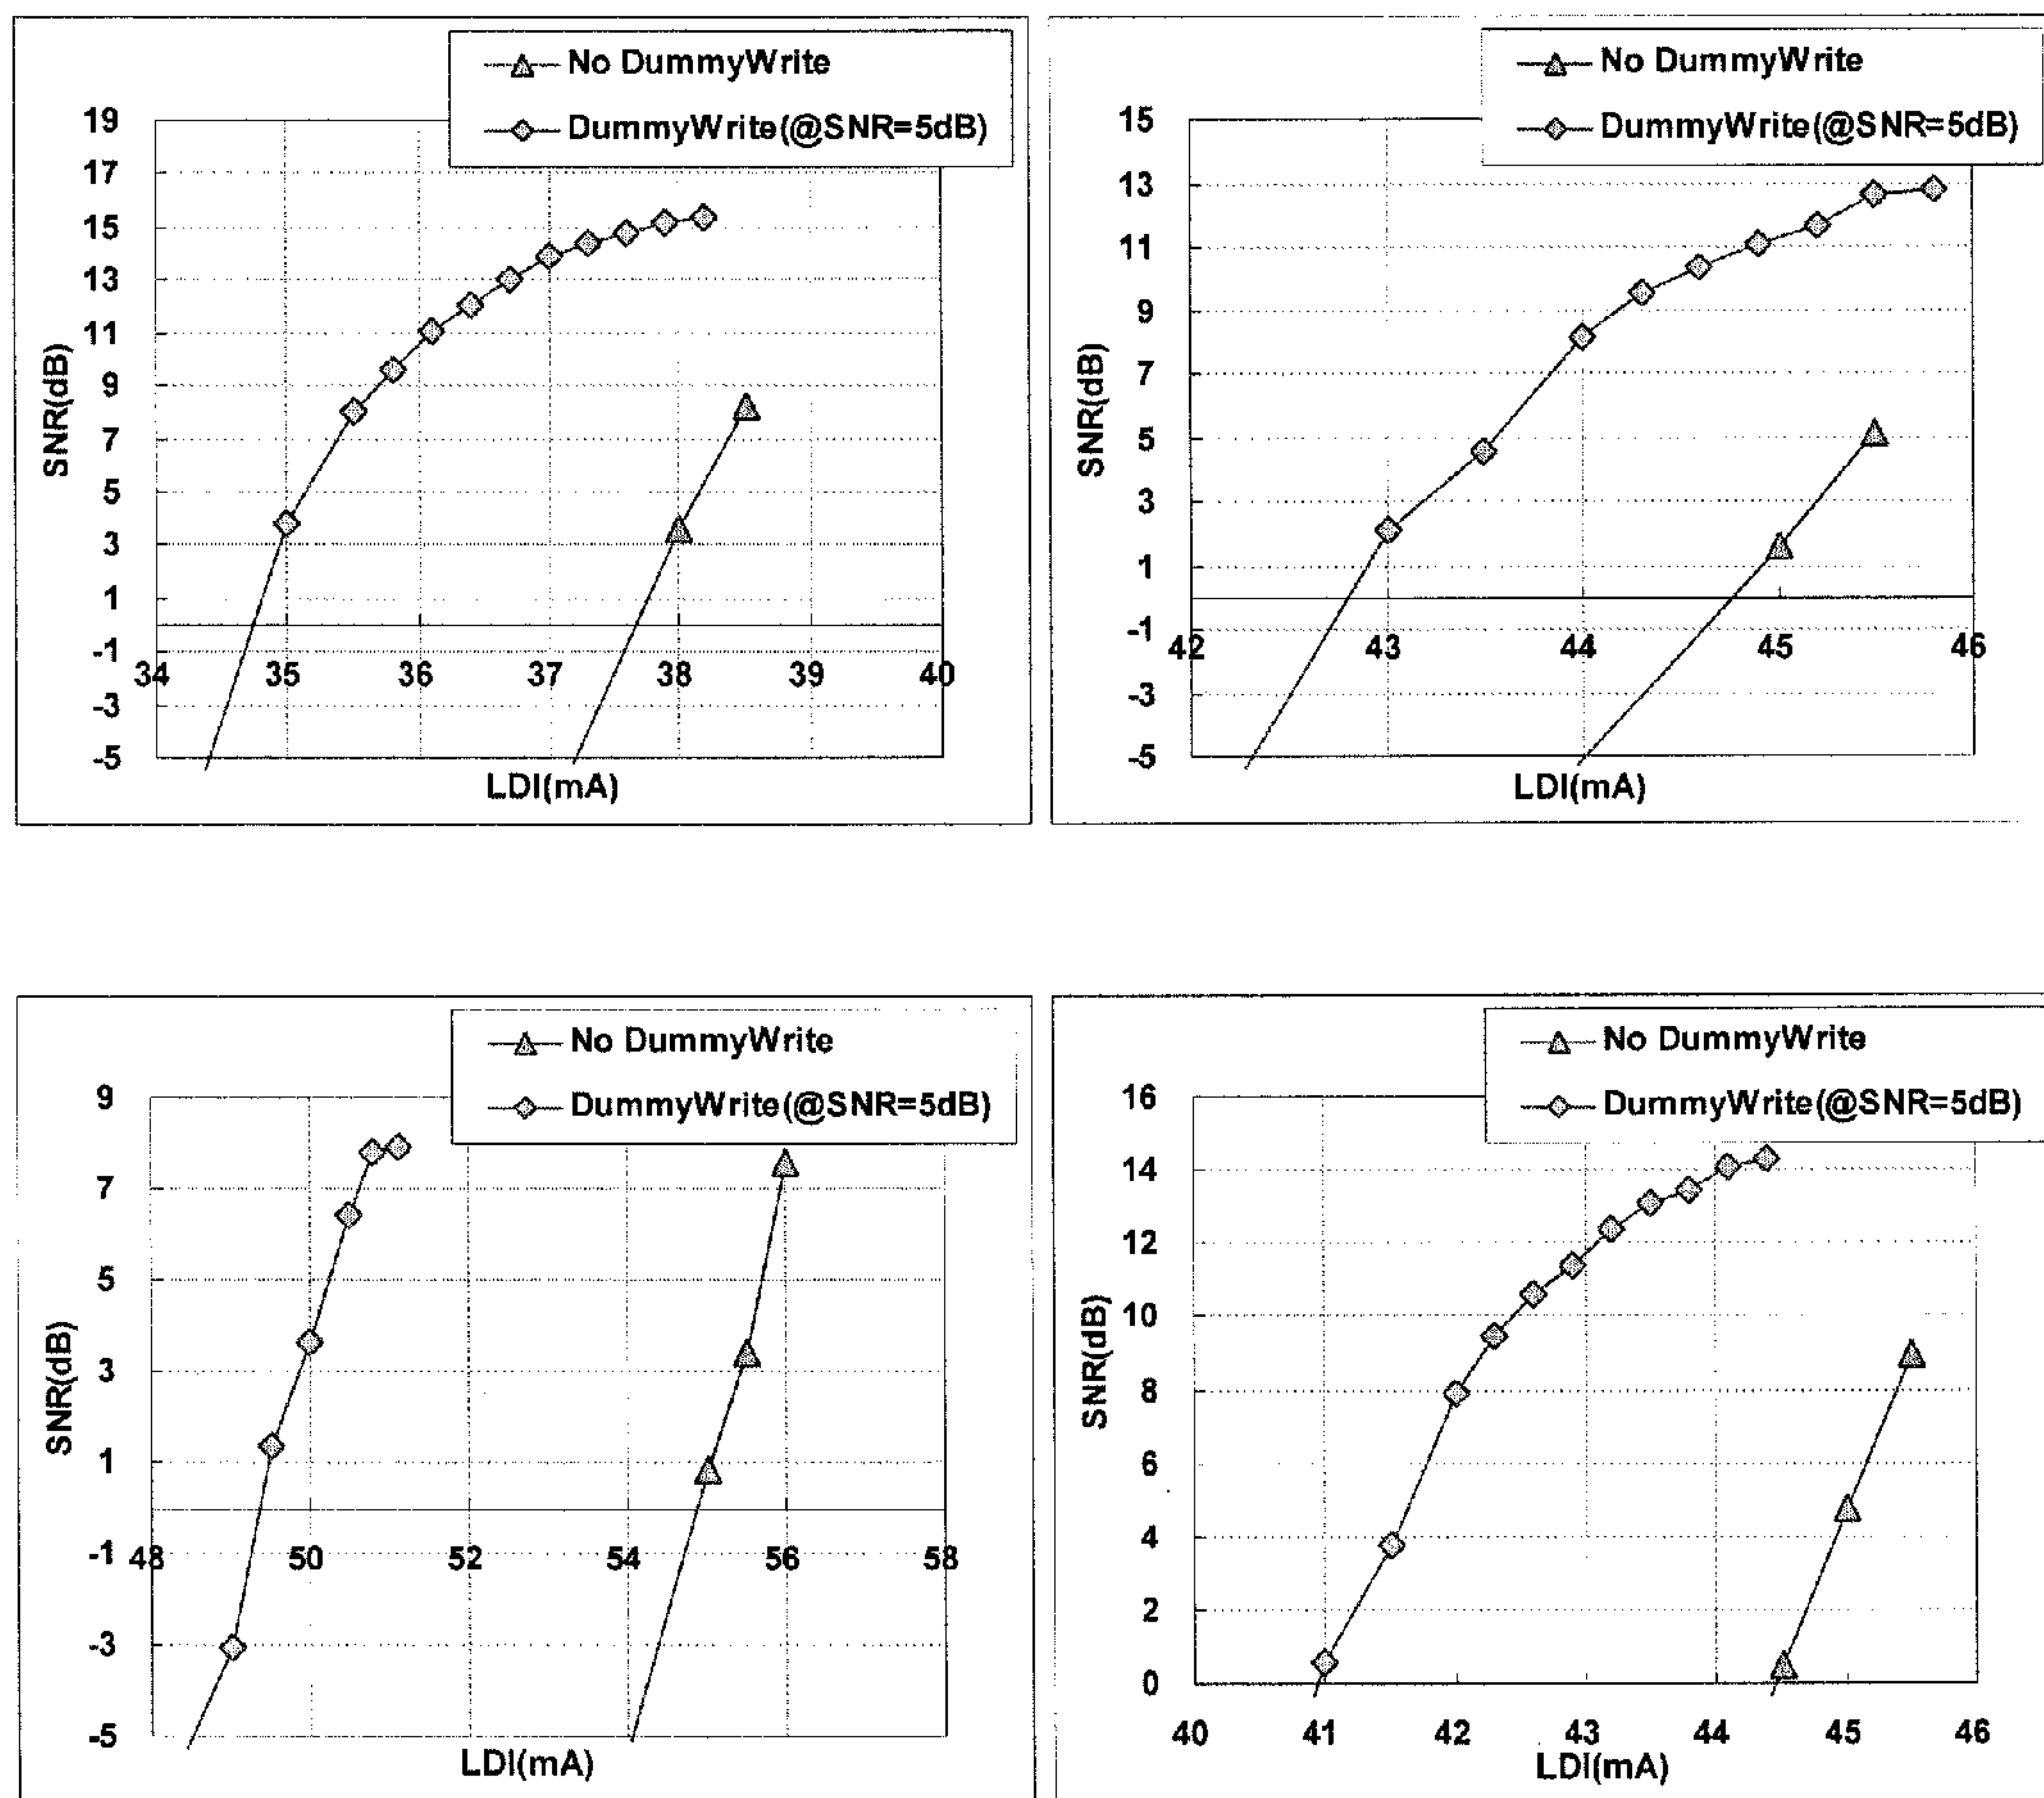 No DummyWrite
DummyWrite(@SNR=5dB)
19
17
15
13
11
9
7
5
3
1
-1
-3
-5
34 35 36 37 38 39 40
SNR(dB)
LDI(mA)
No DummyWrite
DummyWrite(@SNR=5dB)
15
13
11
9
7
5
3
1
-1
-3
-5
42 43 44 45 46
SNR(dB)
LDI(mA)
No DummyWrite
DummyWrite(@SNR=5dB)
9
7
5
3
1
-1
-3
-5
48 50 52 54 56 58
SNR(dB)
LDI(mA)
No DummyWrite
DummyWrite(@SNR=5dB)
16
14
12
10
8
6
4
2
0
40 41 42 43 44 45 46
SNR(dB)
LDI(mA)